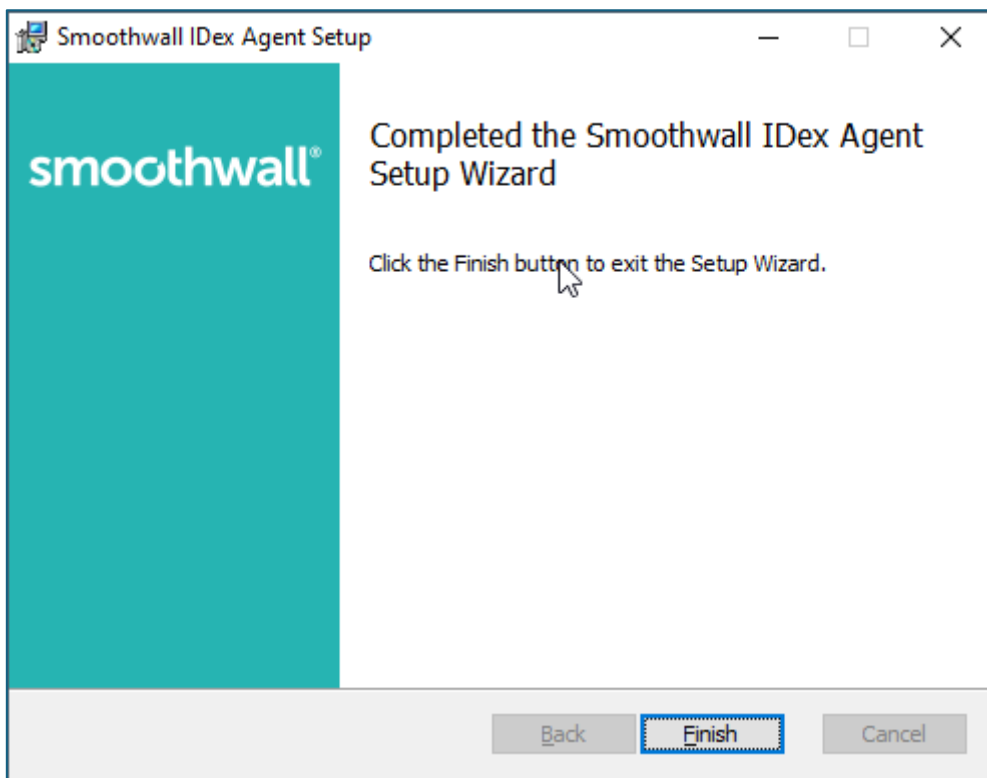 Smoothwall IDex Agent Setup
smoothwall®
Completed the Smoothwall IDex Agent
Setup Wizard
Click the Finish button to exit the Setup Wizard.
Back
Finish
Cancel